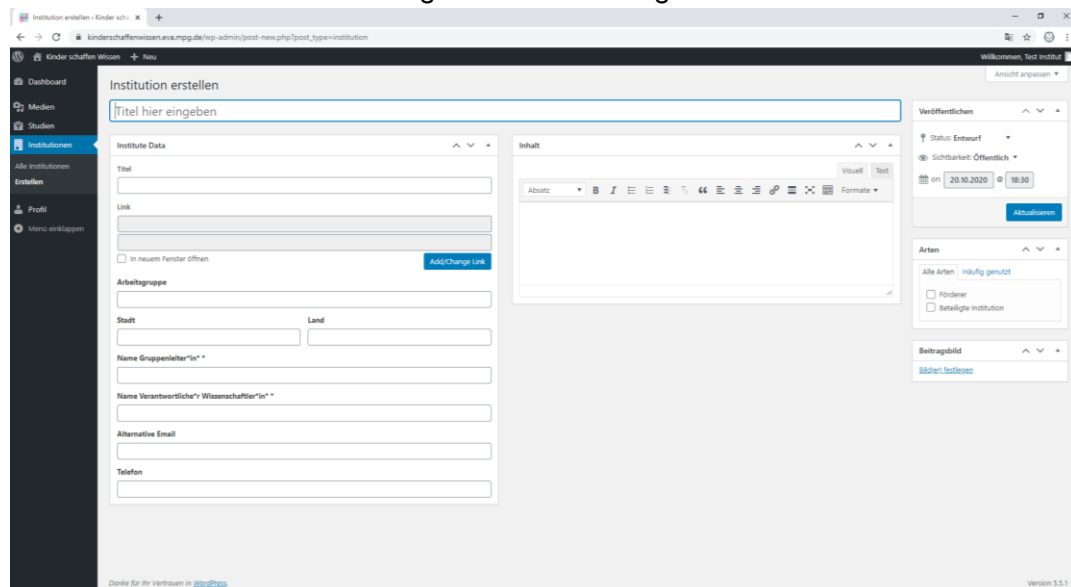 Institution erstellen ‹ Kinder scha
kinderschaffenwissen.eva.mpg.de/wp-admin/post-new.php?post_type=institution
Kinder schaffen Wissen + Neu
Willkommen, Test Institut
Ansicht anpassen
Dashboard
Medien
Studien
Institutionen
Alle Institutionen
Erstellen
Profil
Menü einklappen
Institution erstellen
Titel hier eingeben
Institute Data
Titel
Link
In neuem Fenster öffnen
Add/Change Link
Arbeitsgruppe
Stadt Land
Name Gruppenleiter*in* *
Name Verantwortliche*r Wissenschaftler*in* *
Alternative Email
Telefon
Inhalt
Visuell Text
Absatz B I Formate
Veröffentlichen
Status: Entwurf
Sichtbarkeit: Öffentlich
on: 20.10.2020 @ 18:30
Aktualisieren
Arten
Alle Arten Häufig genutzt
Förderer
Beteiligte Institution
Beitragsbild
Bild(er) festlegen
Danke für Ihr Vertrauen in WordPress.
Version 5.5.1